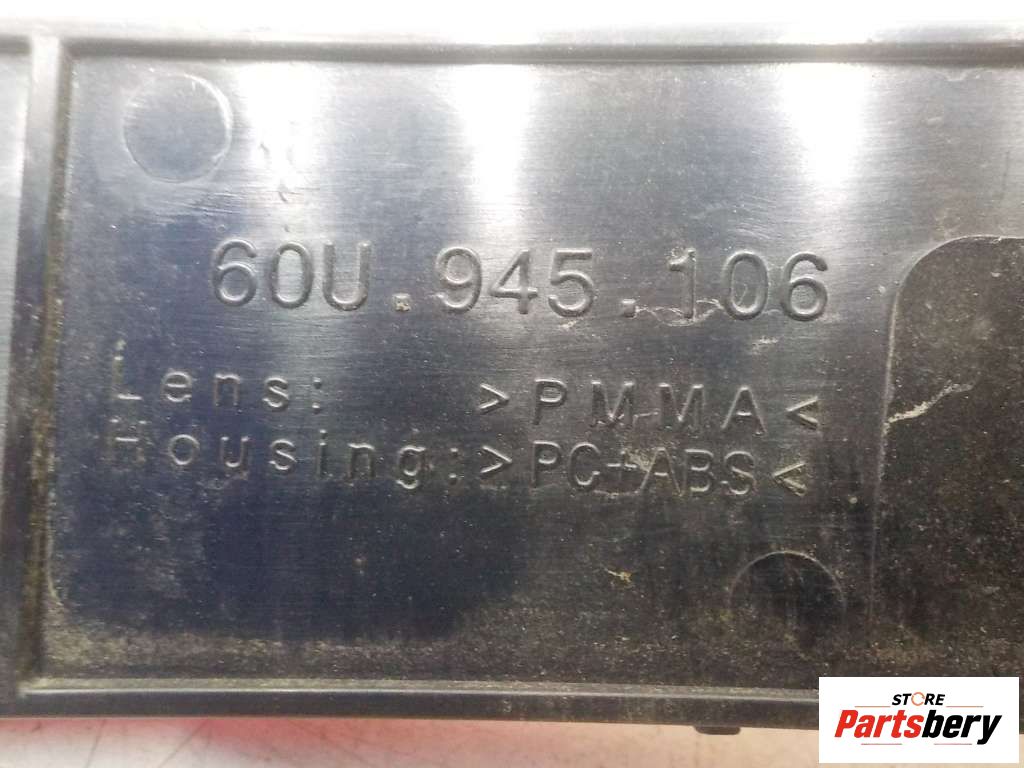 60U.945.106
Lens: >PMMA<
Housing:>PC+ABS<
STORE
Partsbery